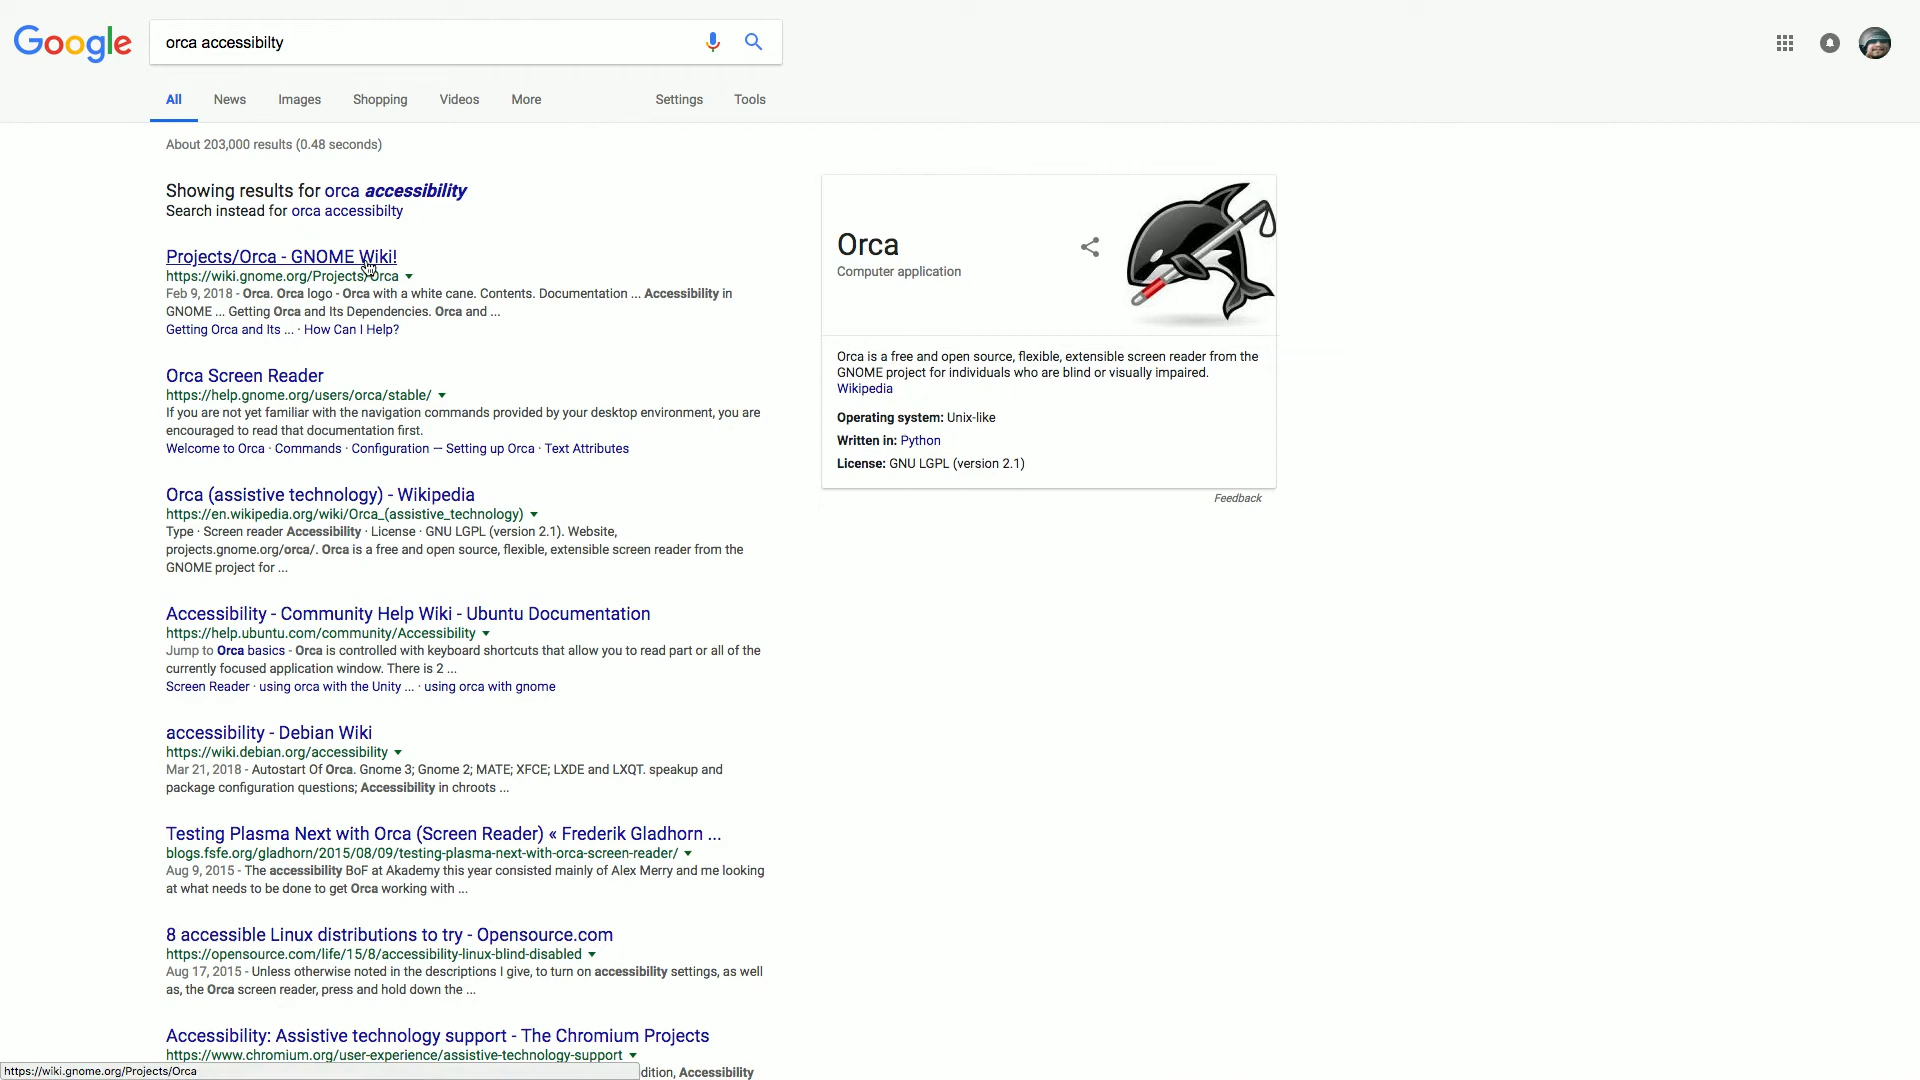 Google
orca accessibilty
All News Images Shopping Videos More Settings Tools
About 203,000 results (0.48 seconds)
Showing results for orca accessibility
Search instead for orca accessibilty
Projects/Orca - GNOME Wiki!
https://wiki.gnome.org/Projects/Orca
Feb 9, 2018 - Orca. Orca logo - Orca with a white cane. Contents. Documentation ... Accessibility in
GNOME ... Getting Orca and Its Dependencies. Orca and ...
Getting Orca and Its ... · How Can I Help?
Orca Screen Reader
https://help.gnome.org/users/orca/stable/
If you are not yet familiar with the navigation commands provided by your desktop environment, you are
encouraged to read that documentation first.
Welcome to Orca · Commands · Configuration — Setting up Orca · Text Attributes
Orca (assistive technology) - Wikipedia
https://en.wikipedia.org/wiki/Orca_(assistive_technology)
Type · Screen reader Accessibility · License · GNU LGPL (version 2.1). Website,
projects.gnome.org/orca/. Orca is a free and open source, flexible, extensible screen reader from the
GNOME project for ...
Accessibility - Community Help Wiki - Ubuntu Documentation
https://help.ubuntu.com/community/Accessibility
Jump to Orca basics - Orca is controlled with keyboard shortcuts that allow you to read part or all of the
currently focused application window. There is 2 ...
Screen Reader · using orca with the Unity ... · using orca with gnome
accessibility - Debian Wiki
https://wiki.debian.org/accessibility
Mar 21, 2018 - Autostart Of Orca. Gnome 3; Gnome 2; MATE; XFCE; LXDE and LXQT. speakup and
package configuration questions; Accessibility in chroots ...
Testing Plasma Next with Orca (Screen Reader) « Frederik Gladhorn ...
blogs.fsfe.org/gladhorn/2015/08/09/testing-plasma-next-with-orca-screen-reader/
Aug 9, 2015 - The accessibility BoF at Akademy this year consisted mainly of Alex Merry and me looking
at what needs to be done to get Orca working with ...
8 accessible Linux distributions to try - Opensource.com
https://opensource.com/life/15/8/accessibility-linux-blind-disabled
Aug 17, 2015 - Unless otherwise noted in the descriptions I give, to turn on accessibility settings, as well
as, the Orca screen reader, press and hold down the ...
Accessibility: Assistive technology support - The Chromium Projects
https://www.chromium.org/user-experience/assistive-technology-support
dition, Accessibility
https://wiki.gnome.org/Projects/Orca
Orca
Computer application
Orca is a free and open source, flexible, extensible screen reader from the
GNOME project for individuals who are blind or visually impaired.
Wikipedia
Operating system: Unix-like
Written in: Python
License: GNU LGPL (version 2.1)
Feedback